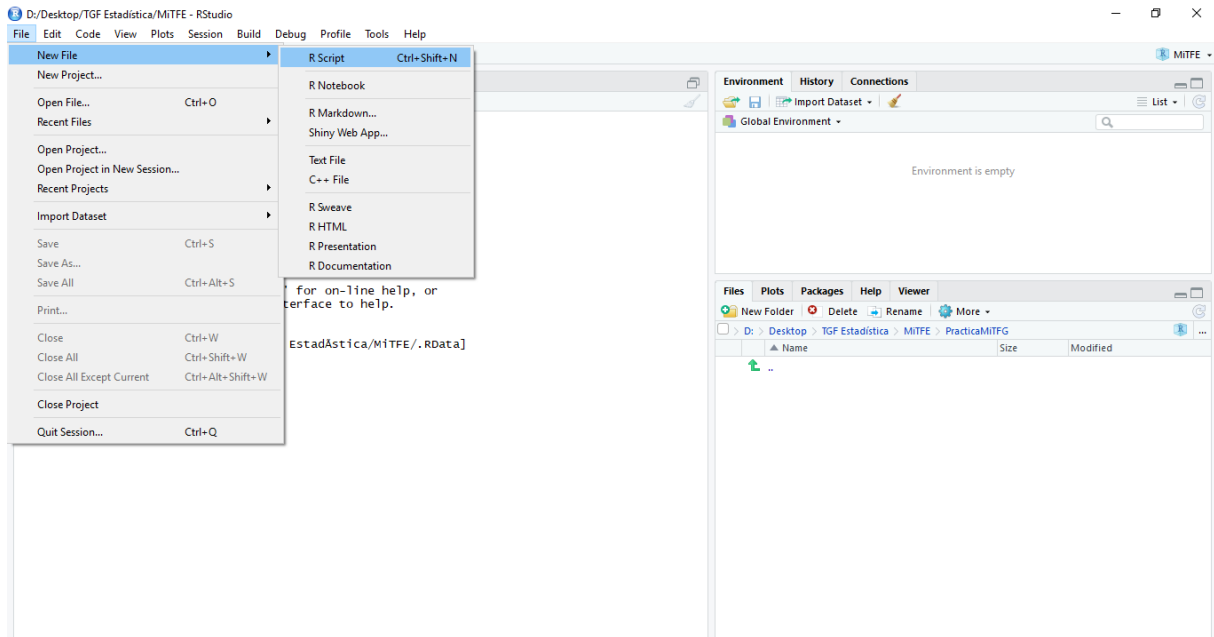 D:/Desktop/TGF Estadística/MiTFE - RStudio
File Edit Code View Plots Session Build Debug Profile Tools Help
MiTFE
New File
New Project...
Open File... Ctrl+O
Recent Files
Open Project...
Open Project in New Session...
Recent Projects
Import Dataset
Save Ctrl+S
Save As...
Save All Ctrl+Alt+S
Print...
Close Ctrl+W
Close All Ctrl+Shift+W
Close All Except Current Ctrl+Alt+Shift+W
Close Project
Quit Session... Ctrl+Q
R Script Ctrl+Shift+N
R Notebook
R Markdown...
Shiny Web App...
Text File
C++ File
R Sweave
R HTML
R Presentation
R Documentation
' for on-line help, or
terface to help.
EstadÃstica/MiTFE/.RData]
Environment History Connections
Import Dataset List
Global Environment
Environment is empty
Files Plots Packages Help Viewer
New Folder Delete Rename More
D: > Desktop > TGF Estadística > MiTFE > PracticaMiTFG ...
Name Size Modified
..